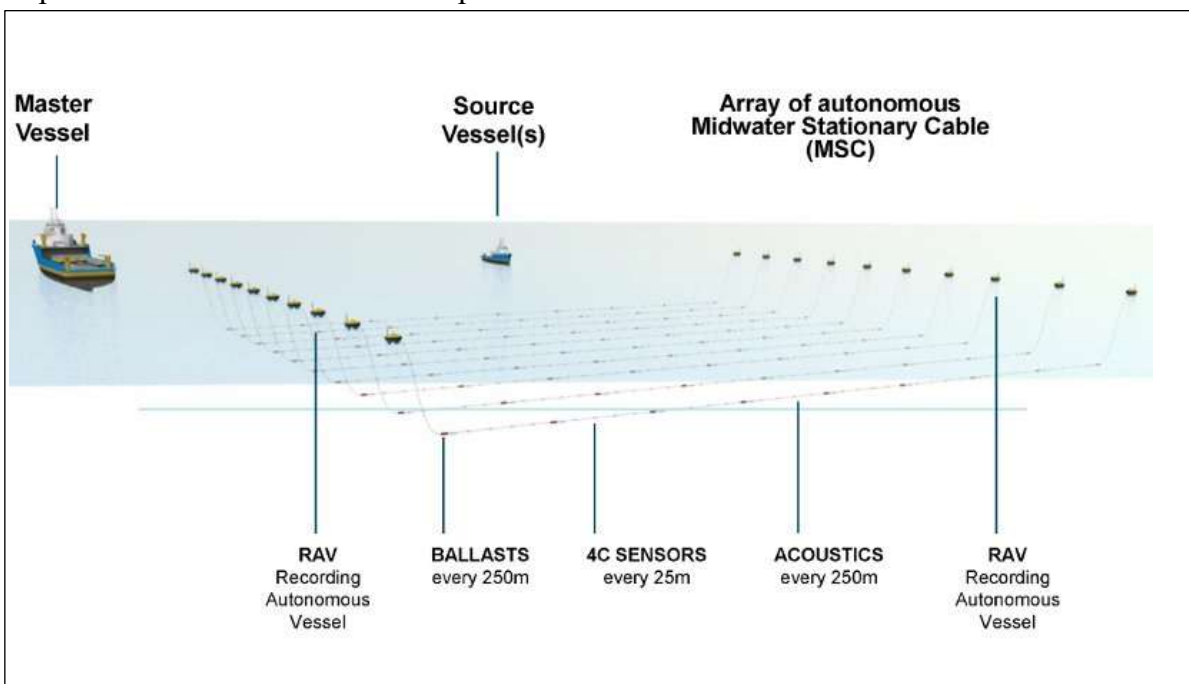 Master
Vessel
Source
Vessel(s)
Array of autonomous
Midwater Stationary Cable
(MSC)
RAV
Recording
Autonomous
Vessel
BALLASTS
every 250m
4C SENSORS
every 25m
ACOUSTICS
every 250m
RAV
Recording
Autonomous
Vessel